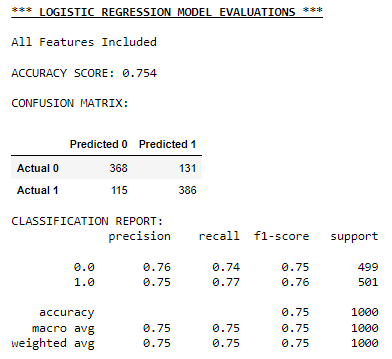 *** LOGISTIC REGRESSION MODEL EVALUATIONS ***
All Features Included
ACCURACY SCORE: 0.754
CONFUSION MATRIX:
Predicted 0 Predicted 1
Actual 0 368 131
Actual 1 115 386
CLASSIFICATION REPORT:
precision recall f1-score support
0.0 0.76 0.74 0.75 499
1.0 0.75 0.77 0.76 501
accuracy 0.75 1000
macro avg 0.75 0.75 0.75 1000
weighted avg 0.75 0.75 0.75 1000